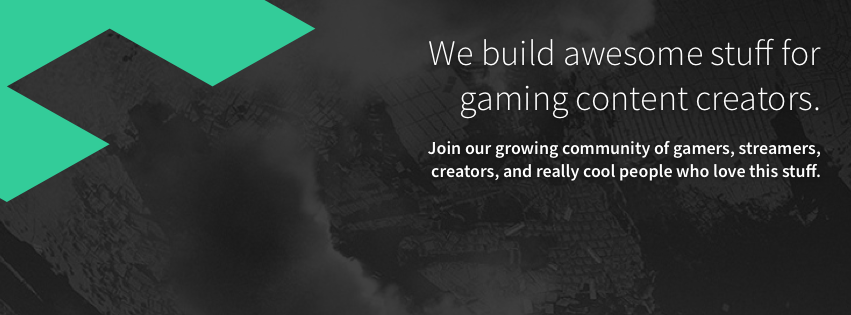 We build awesome stuff for
gaming content creators.
Join our growing community of gamers, streamers,
creators, and really cool people who love this stuff.